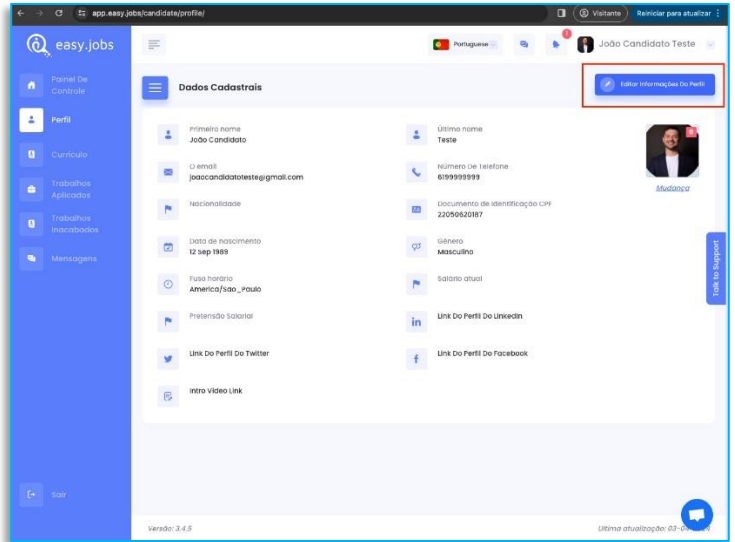 app.easy.jobs/candidate/profile/
Visitante
Reiniciar para atualizar
easy.jobs
Portuguese
1
João Candidato Teste
Painel De
Controle
Perfil
Currículo
Trabalhos
Aplicados
Trabalhos
Inacabados
Mensagens
Sair
Dados Cadastrais
Editar Informações Do Perfil
Primeiro nome
João Candidato
Último nome
Teste
Mudança
O email
joaocandidatoteste@gmail.com
Número De Telefone
6199999999
Nacionalidade
Documento de Identificação CPF
22050620187
Data de nascimento
12 Sep 1989
Gênero
Masculino
Fuso horário
America/Sao_Paulo
Salário atual
Pretensão Salarial
Link Do Perfil Do Linkedin
Link Do Perfil Do Twitter
Link Do Perfil Do Facebook
Intro Video Link
Talk to Support
Versão: 3.4.5
Ultima atualização: 03-0